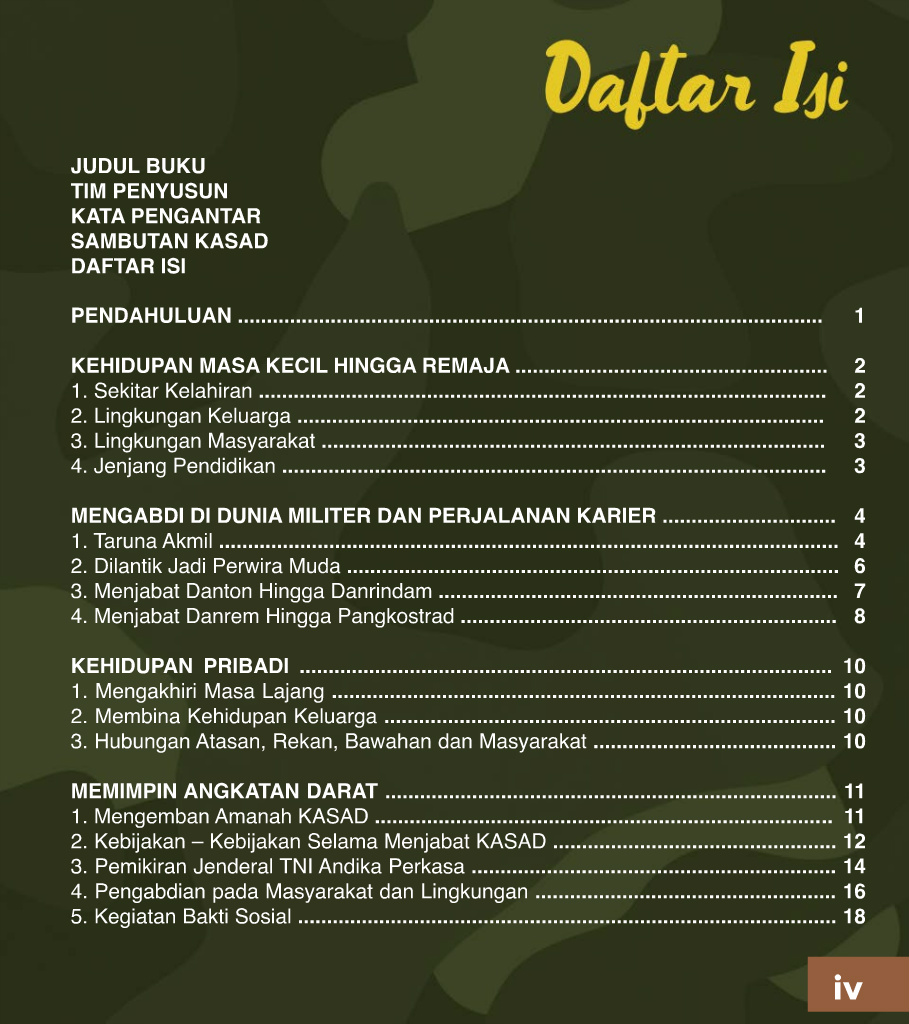 Daftar Isi
JUDUL BUKU
TIM PENYUSUN
KATA PENGANTAR
SAMBUTAN KASAD
DAFTAR ISI
PENDAHULUAN ..................................................................................................... 1
KEHIDUPAN MASA KECIL HINGGA REMAJA ...................................................... 2
1. Sekitar Kelahiran .................................................................................................. 2
2. Lingkungan Keluarga ........................................................................................... 2
3. Lingkungan Masyarakat ....................................................................................... 3
4. Jenjang Pendidikan .............................................................................................. 3
MENGABDI DI DUNIA MILITER DAN PERJALANAN KARIER .............................. 4
1. Taruna Akmil ........................................................................................................... 4
2. Dilantik Jadi Perwira Muda ..................................................................................... 6
3. Menjabat Danton Hingga Danrindam ..................................................................... 7
4. Menjabat Danrem Hingga Pangkostrad ................................................................. 8
KEHIDUPAN PRIBADI ............................................................................................ 10
1. Mengakhiri Masa Lajang ....................................................................................... 10
2. Membina Kehidupan Keluarga .............................................................................. 10
3. Hubungan Atasan, Rekan, Bawahan dan Masyarakat .......................................... 10
MEMIMPIN ANGKATAN DARAT .............................................................................. 11
1. Mengemban Amanah KASAD ............................................................................... 11
2. Kebijakan – Kebijakan Selama Menjabat KASAD ................................................. 12
3. Pemikiran Jenderal TNI Andika Perkasa ............................................................... 14
4. Pengabdian pada Masyarakat dan Lingkungan .................................................... 16
5. Kegiatan Bakti Sosial ............................................................................................. 18
iv